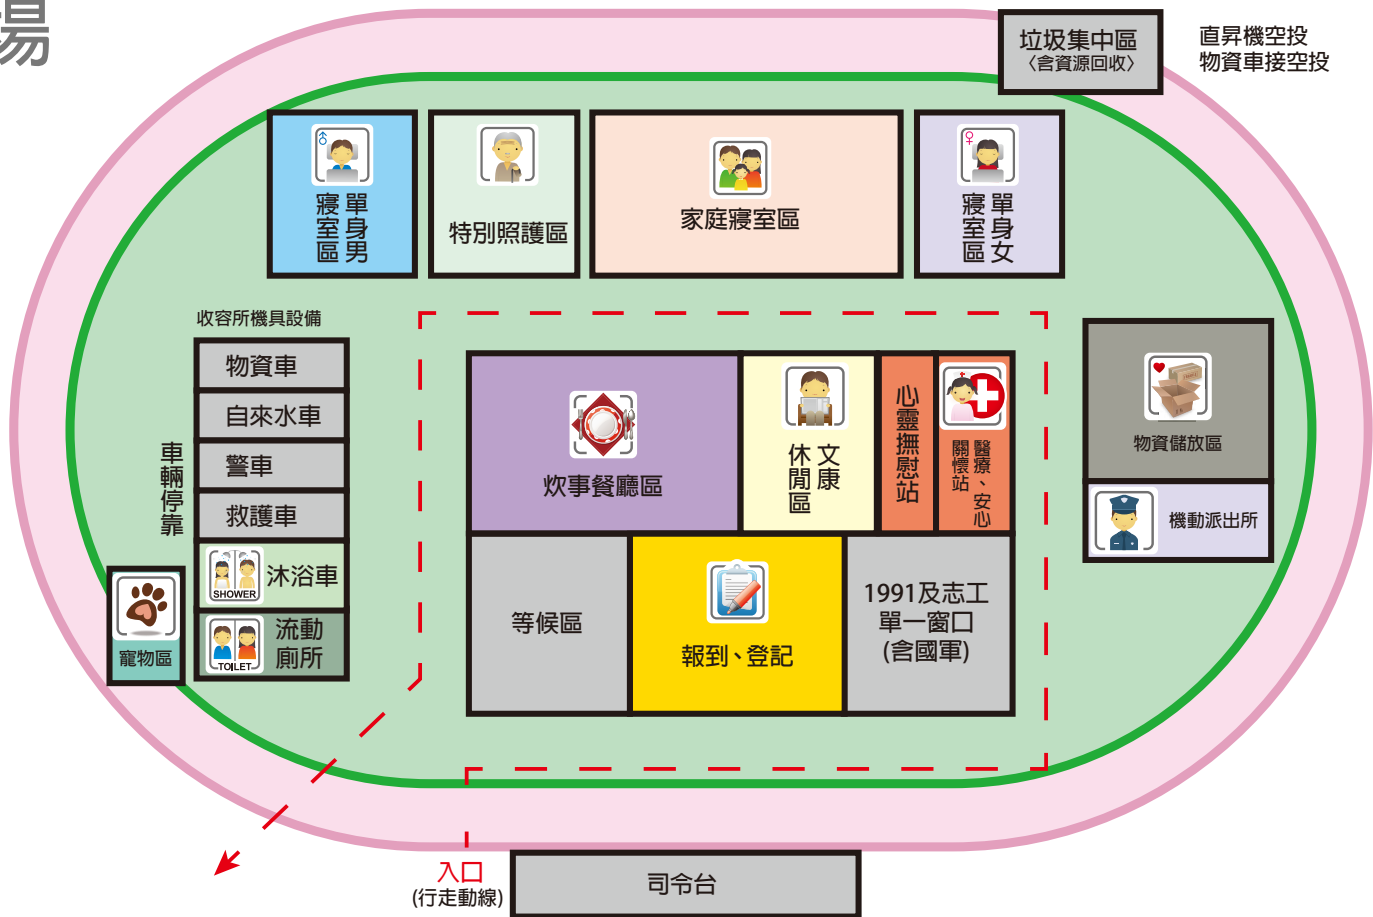 場
垃圾集中區
〈含資源回收〉
直昇機空投
物資車接空投
單身男
寢室區
特別照護區
家庭寢室區
單身女
寢室區
收容所機具設備
物資車
自來水車
警車
救護車
SHOWER
沐浴車
TOILET
流動
廁所
車輛停靠
寵物區
炊事餐廳區
文康
休閒區
心靈撫慰站
醫療、安心
關懷站
等候區
報到、登記
1991及志工
單一窗口
(含國軍)
物資儲放區
機動派出所
入口
(行走動線)
司令台